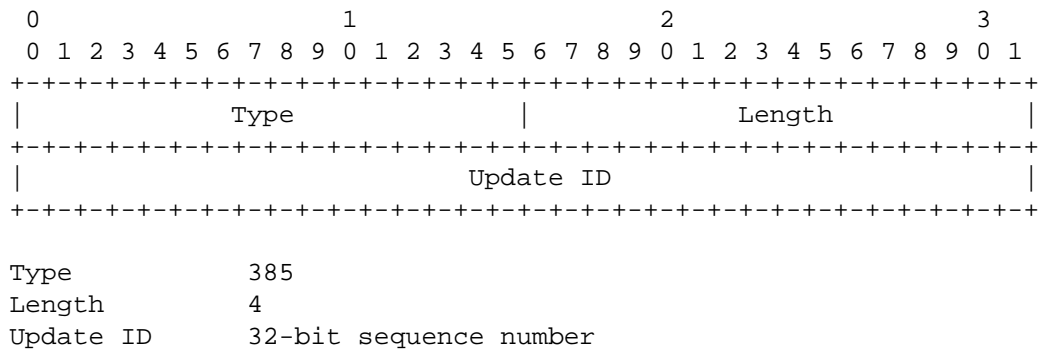 0                   1                   2                   3
 0 1 2 3 4 5 6 7 8 9 0 1 2 3 4 5 6 7 8 9 0 1 2 3 4 5 6 7 8 9 0 1
+-+-+-+-+-+-+-+-+-+-+-+-+-+-+-+-+-+-+-+-+-+-+-+-+-+-+-+-+-+-+-+-+
|             Type              |             Length            |
+-+-+-+-+-+-+-+-+-+-+-+-+-+-+-+-+-+-+-+-+-+-+-+-+-+-+-+-+-+-+-+-+
|                            Update ID                          |
+-+-+-+-+-+-+-+-+-+-+-+-+-+-+-+-+-+-+-+-+-+-+-+-+-+-+-+-+-+-+-+-+
Type           385
Length         4
Update ID      32-bit sequence number